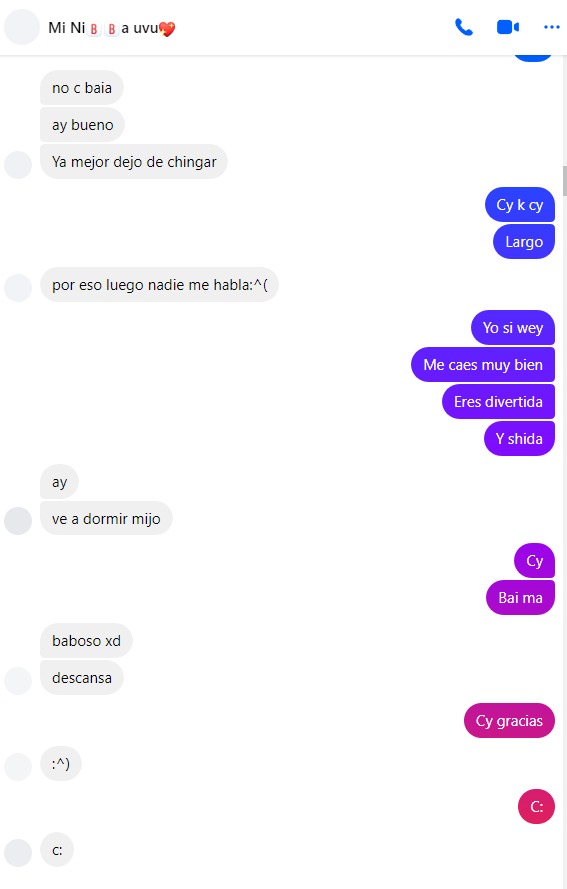 Mi Ni🅱️🅱️a uvu💖
no c baia
ay bueno
Ya mejor dejo de chingar
Cy k cy
Largo
por eso luego nadie me habla:^(
Yo si wey
Me caes muy bien
Eres divertida
Y shida
ay
ve a dormir mijo
Cy
Bai ma
baboso xd
descansa
Cy gracias
:^)
C:
c: